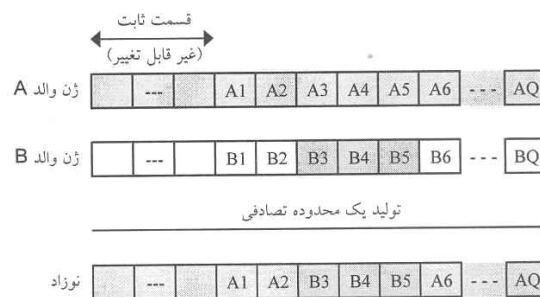 قسمت ثابت
(غیر قابل تغییر)
ژن والد A --- A1 A2 A3 A4 A5 A6 --- AQ
ژن والد B --- B1 B2 B3 B4 B5 B6 --- BQ
تولید یک محدوده تصادفی
نوزاد --- A1 A2 B3 B4 B5 A6 --- AQ